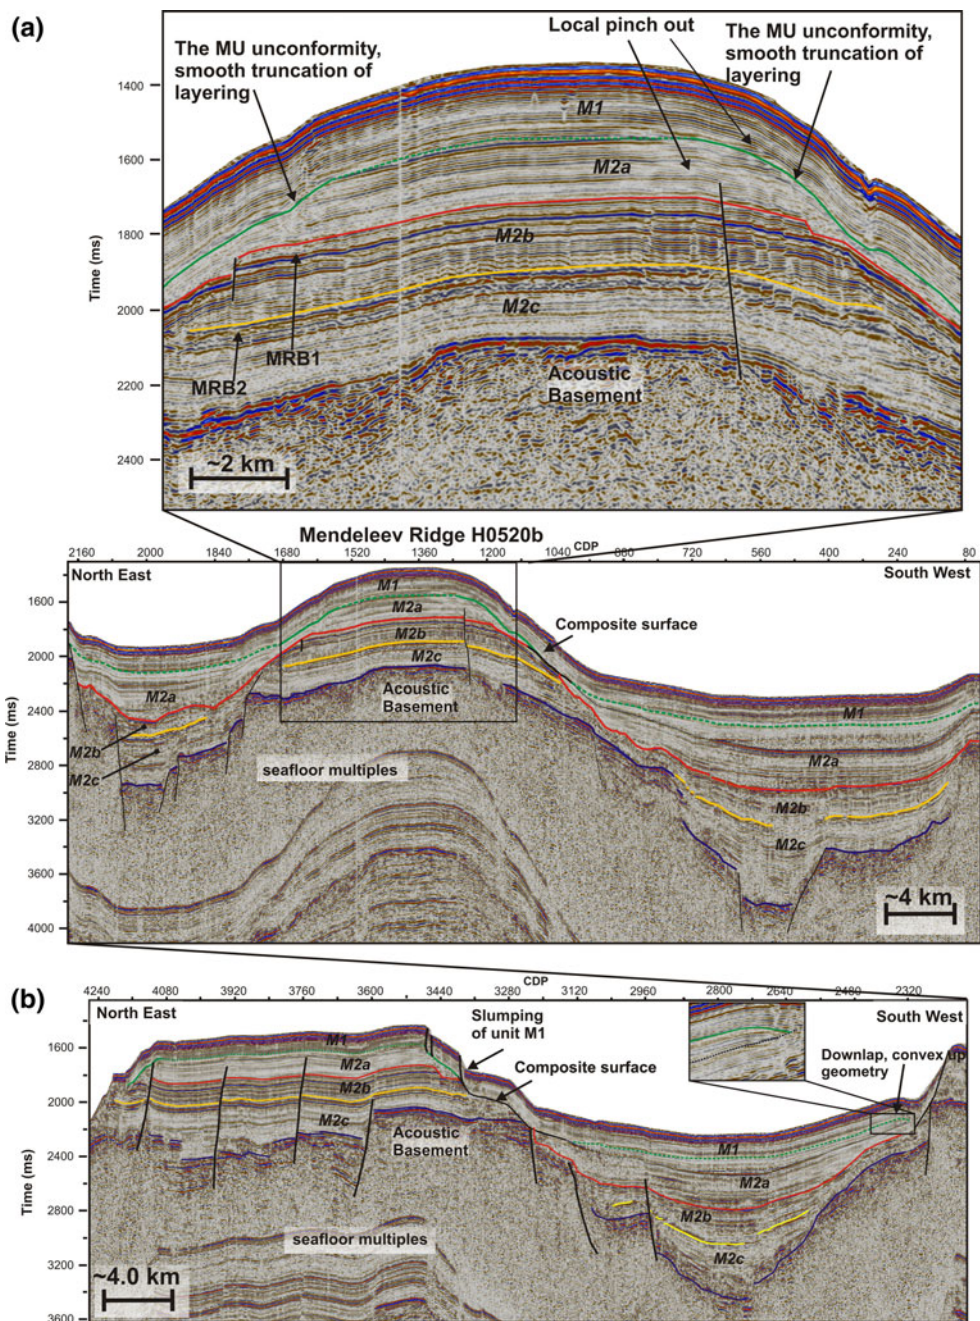 (a)
The MU unconformity,
smooth truncation of
layering
Local pinch out
The MU unconformity,
smooth truncation of
layering
1400
1600
1800
2000
2200
2400
Time (ms)
M1
M2a
M2b
M2c
MRB1
MRB2
Acoustic
Basement
~2 km
Mendeleev Ridge H0520b
CDP
2160 2000 1840 1680 1520 1360 1200 1040 880 720 560 400 240 80
North East
South West
1600
2000
2400
2800
3200
3600
4000
Time (ms)
M1
M2a
M2b
M2c
Composite surface
Acoustic
Basement
M2a
M2b
M2c
seafloor multiples
M1
M2a
M2b
M2c
~4 km
(b)
CDP
4240 4080 3920 3760 3600 3440 3280 3120 2960 2800 2640 2480 2320
North East
South West
Slumping
of unit M1
Composite surface
Downlap, convex up
geometry
1600
2000
2400
2800
3200
3600
Time (ms)
M1
M2a
M2b
M2c
Acoustic
Basement
M1
M2a
M2b
M2c
seafloor multiples
~4.0 km